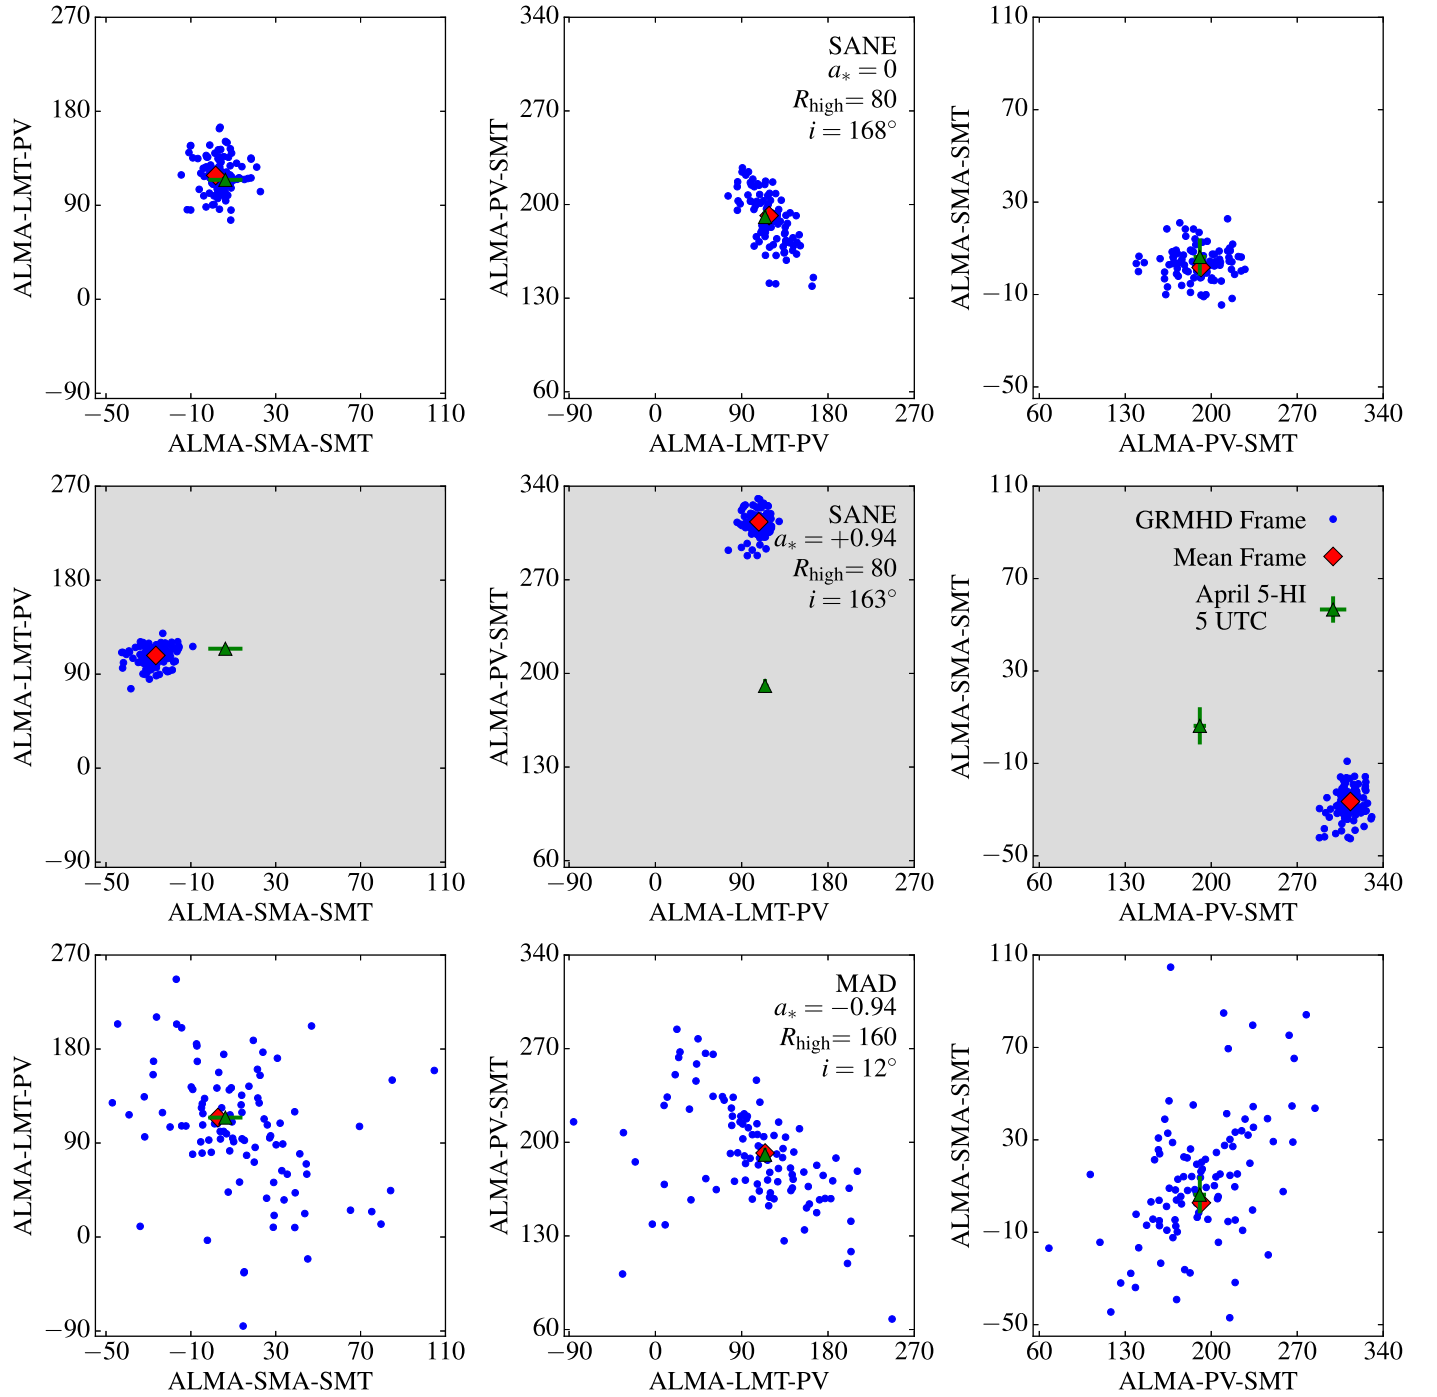 270
180
90
0
−90
ALMA-LMT-PV
−50 −10 30 70 110
ALMA-SMA-SMT
340
270
200
130
60
ALMA-PV-SMT
SANE
a* = 0
Rhigh = 80
i = 168°
−90 0 90 180 270
ALMA-LMT-PV
110
70
30
−10
−50
ALMA-SMA-SMT
60 130 200 270 340
ALMA-PV-SMT
270
180
90
0
−90
ALMA-LMT-PV
−50 −10 30 70 110
ALMA-SMA-SMT
340
270
200
130
60
ALMA-PV-SMT
SANE
a* = +0.94
Rhigh = 80
i = 163°
−90 0 90 180 270
ALMA-LMT-PV
110
70
30
−10
−50
ALMA-SMA-SMT
GRMHD Frame
Mean Frame
April 5-HI
5 UTC
60 130 200 270 340
ALMA-PV-SMT
270
180
90
0
−90
ALMA-LMT-PV
−50 −10 30 70 110
ALMA-SMA-SMT
340
270
200
130
60
ALMA-PV-SMT
MAD
a* = −0.94
Rhigh = 160
i = 12°
−90 0 90 180 270
ALMA-LMT-PV
110
70
30
−10
−50
ALMA-SMA-SMT
60 130 200 270 340
ALMA-PV-SMT